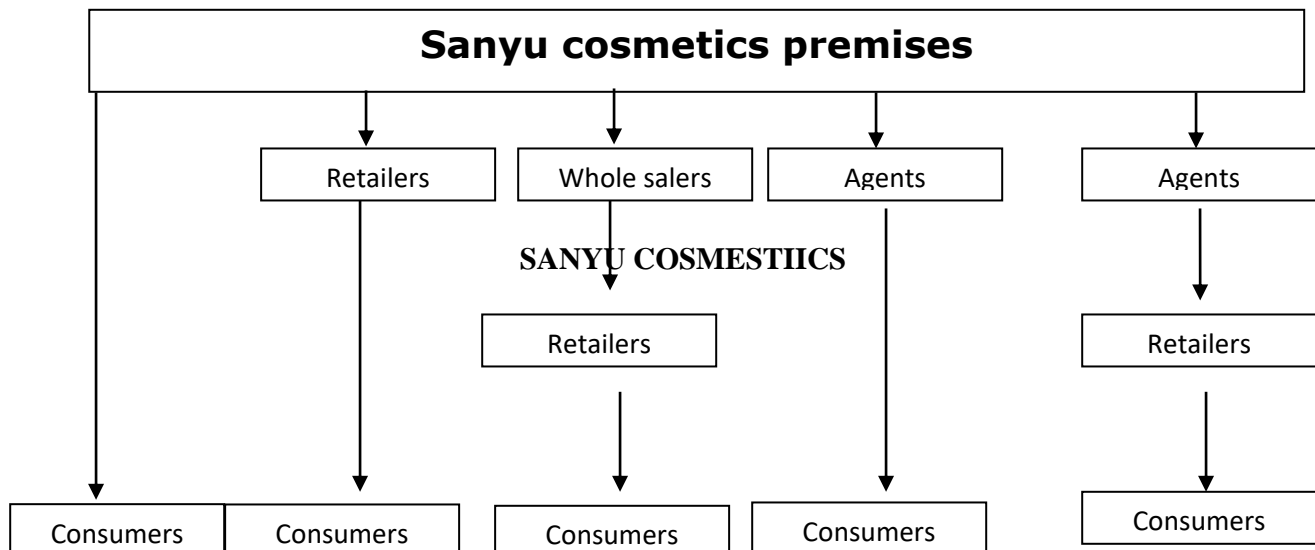 Sanyu cosmetics premises
Retailers
Whole salers
Agents
Agents
SANYU COSMESTIICS
Retailers
Retailers
Consumers
Consumers
Consumers
Consumers
Consumers